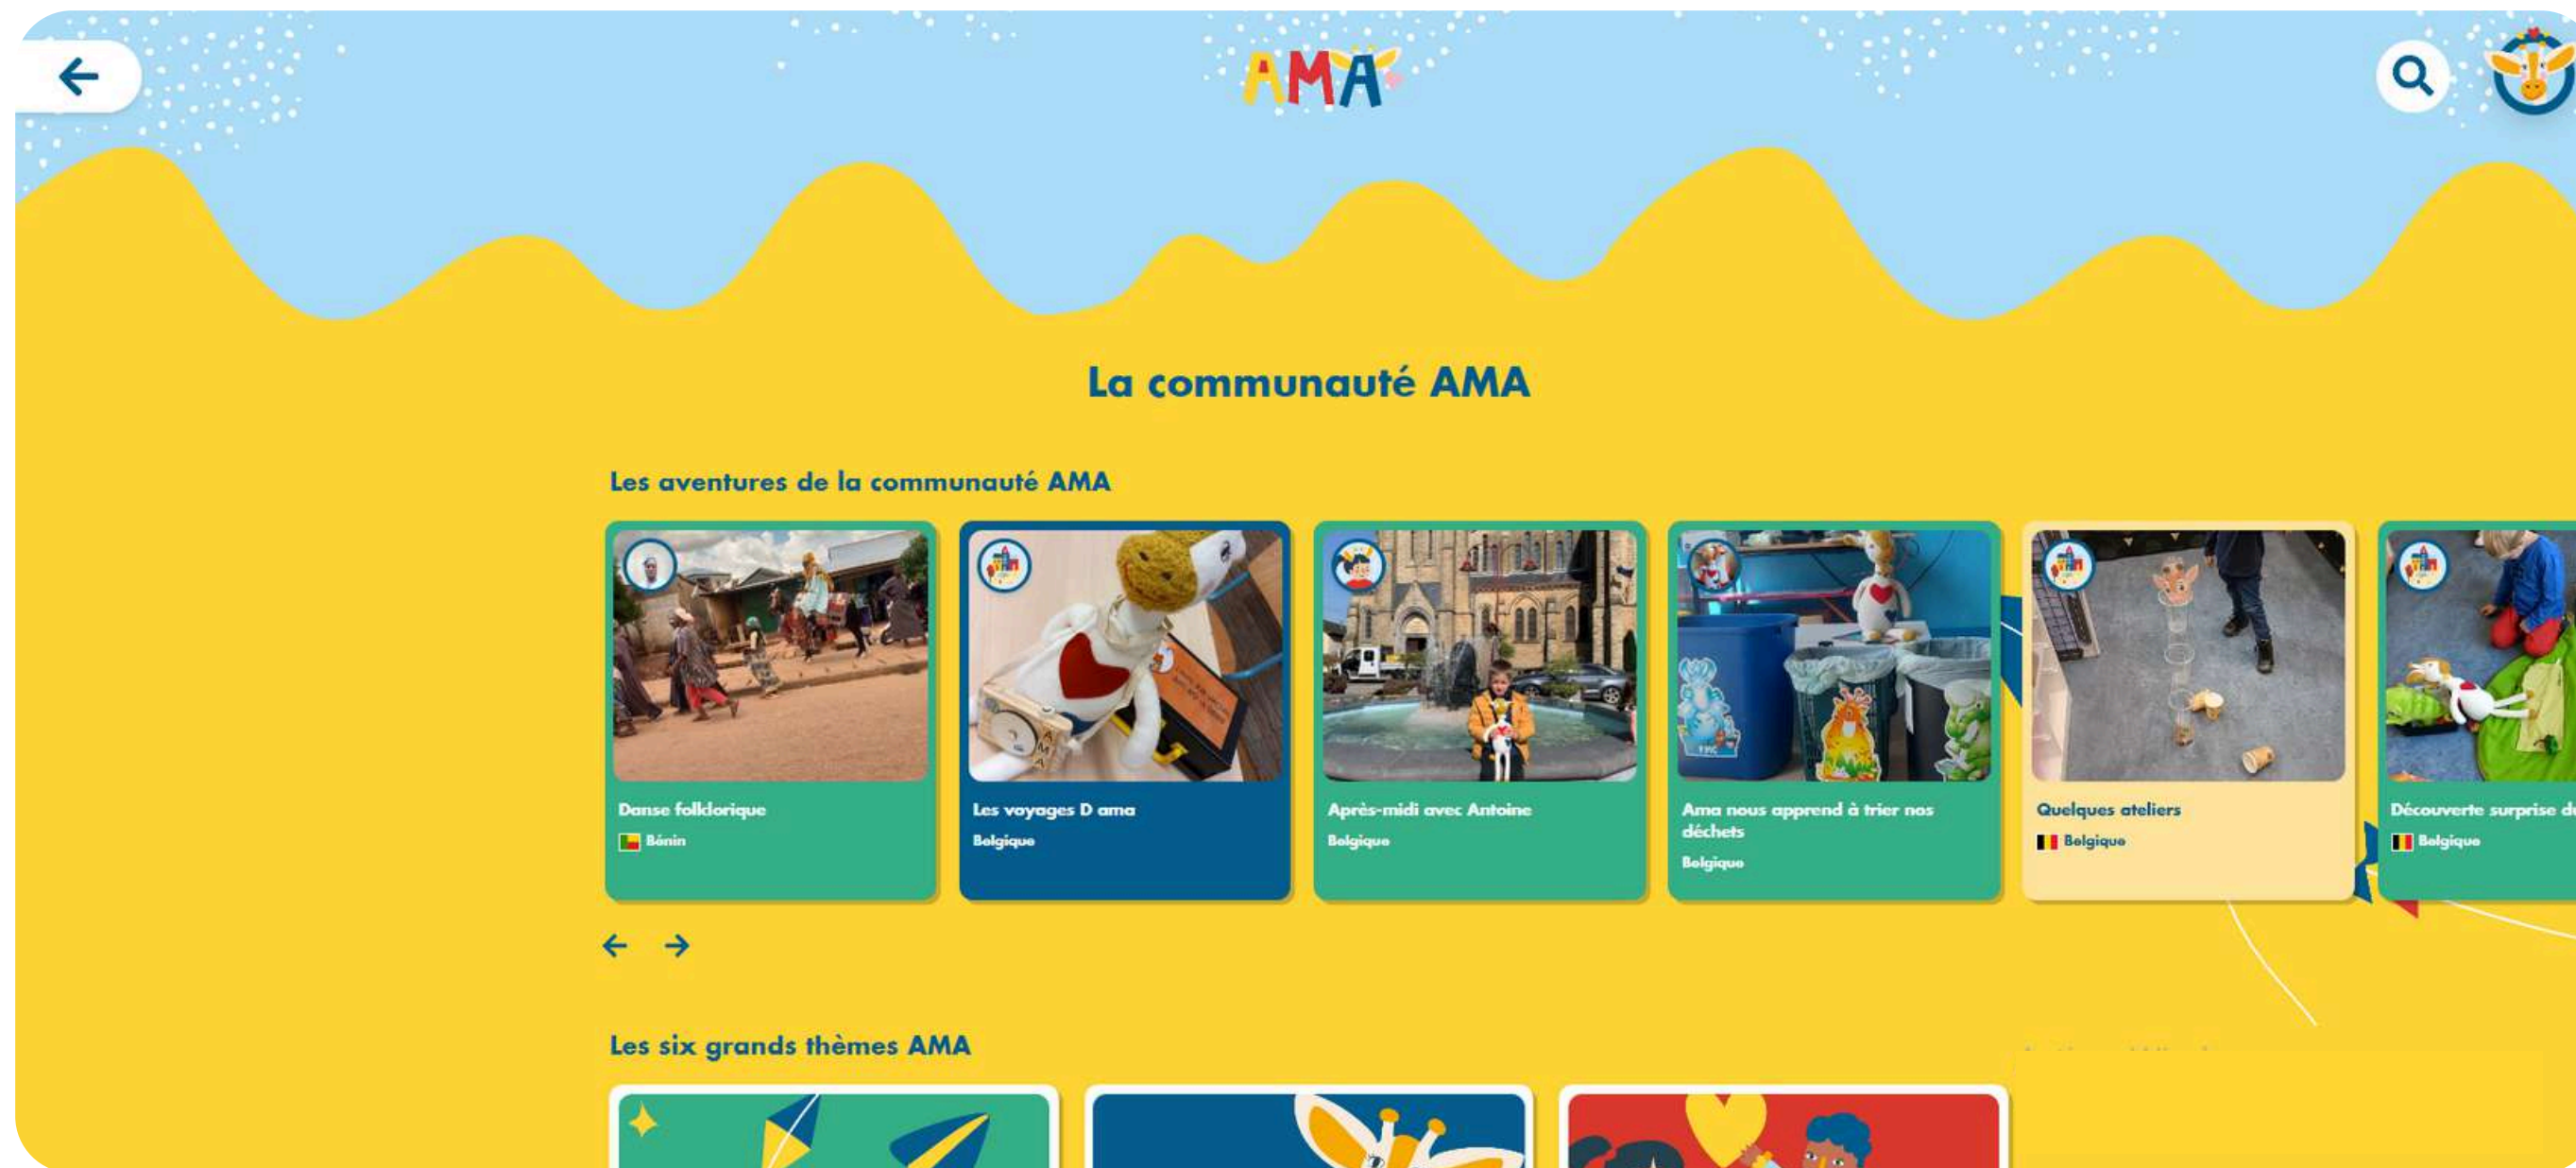 AMA
La communauté AMA
Les aventures de la communauté AMA
Danse folklorique
Bénin
Les voyages D ama
Belgique
Après-midi avec Antoine
Belgique
Ama nous apprend à trier nos
déchets
Belgique
Quelques ateliers
Belgique
Découverte surprise du
Belgique
Les six grands thèmes AMA